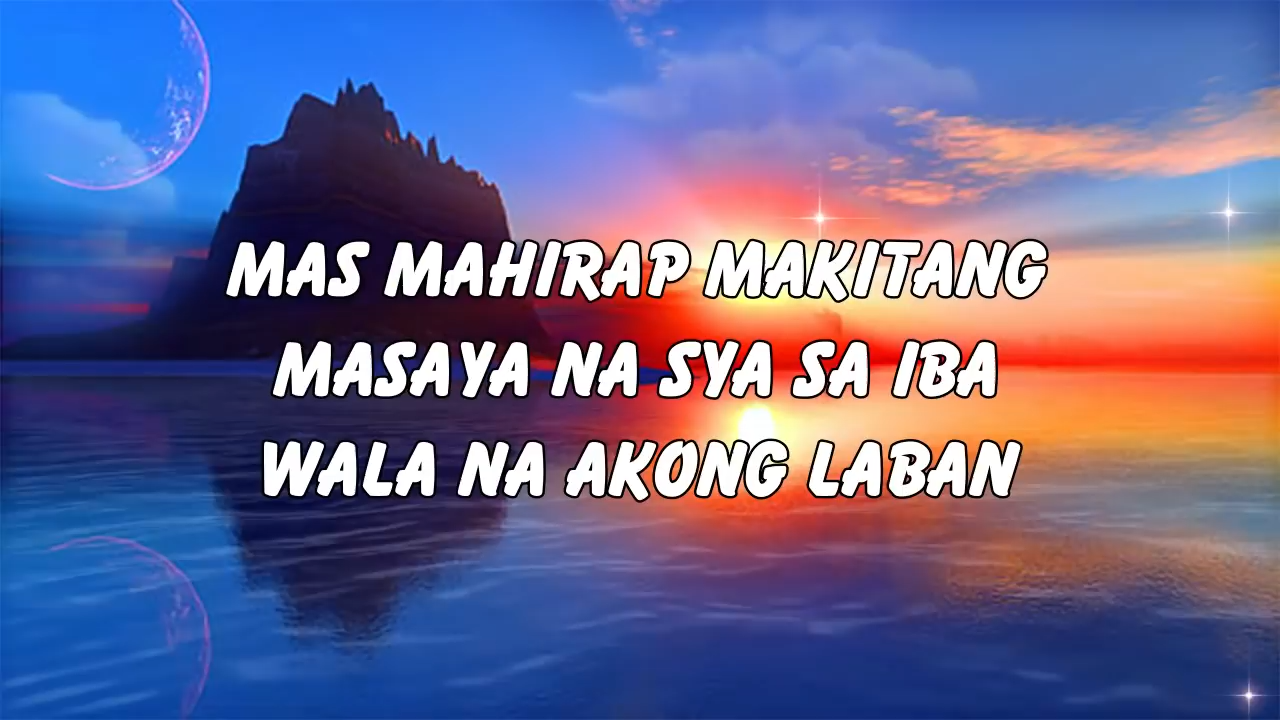 MAS MAHIRAP MAKITANG
MASAYA NA SYA SA IBA
WALA NA AKONG LABAN